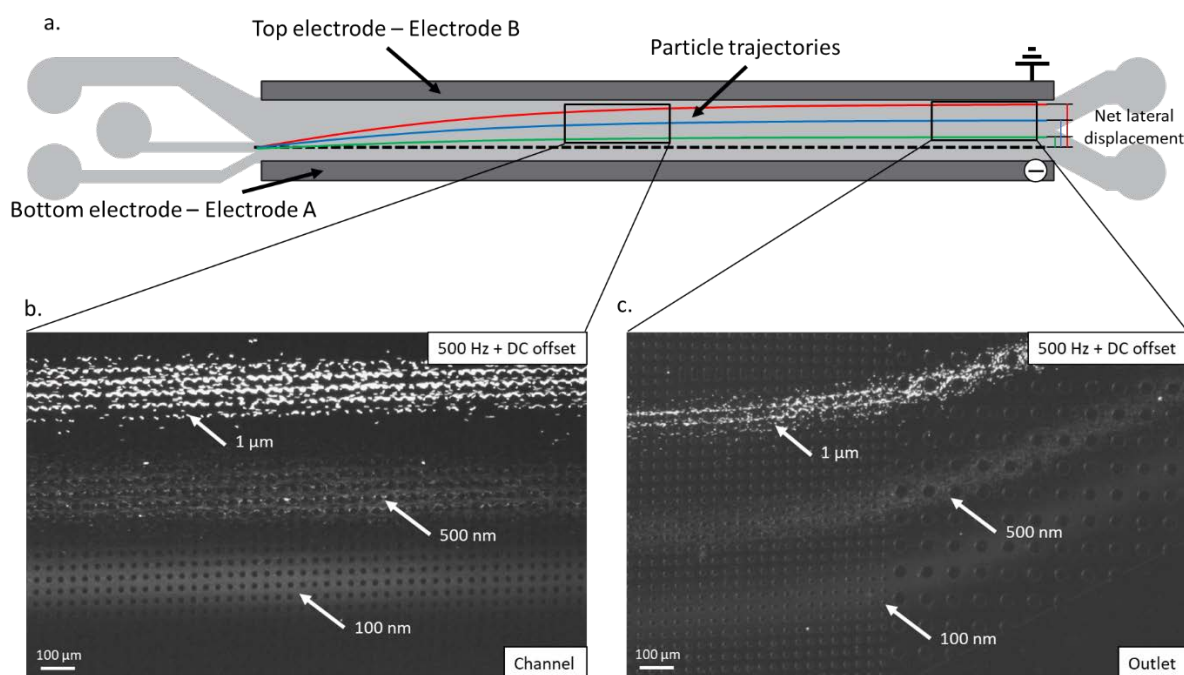 a.
Top electrode – Electrode B
Particle trajectories
Net lateral
displacement
Bottom electrode – Electrode A
b.
500 Hz + DC offset
1 µm
500 nm
100 nm
100 µm
Channel
c.
500 Hz + DC offset
1 µm
500 nm
100 nm
100 µm
Outlet